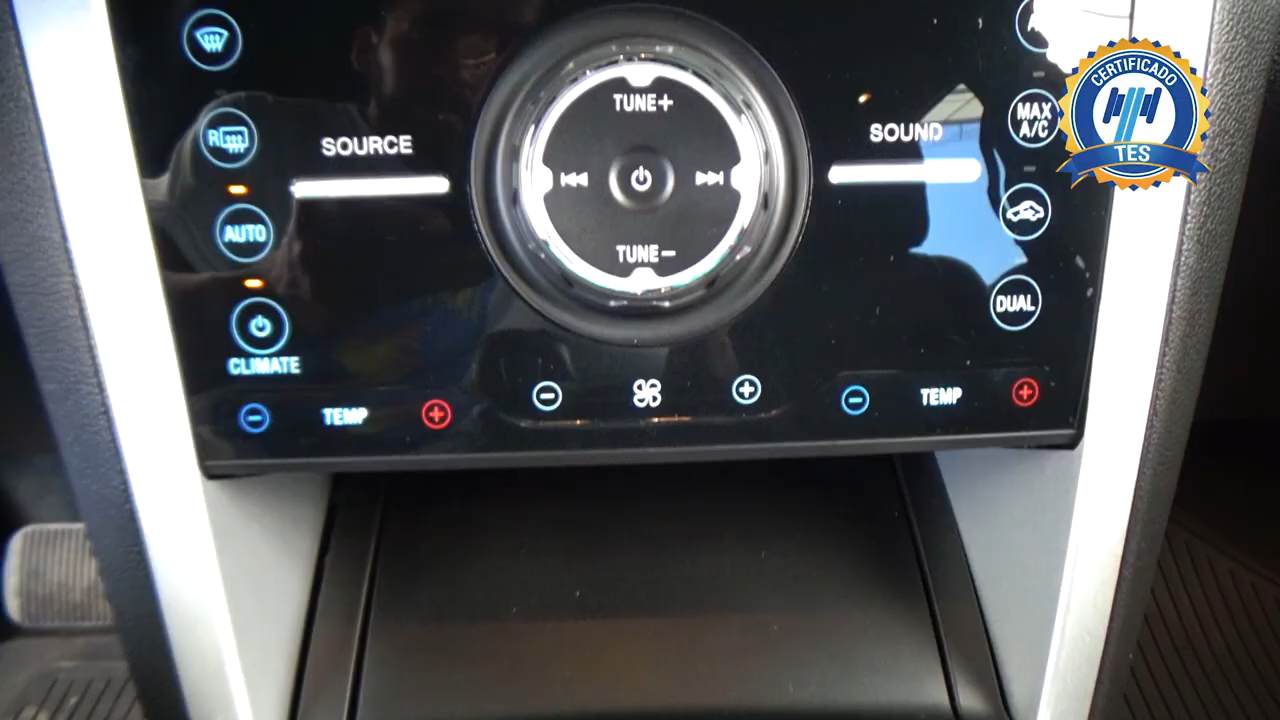 TUNE+
SOURCE
SOUND
MAX
A/C
R
AUTO
TUNE−
DUAL
CLIMATE
TEMP
TEMP
CERTIFICADO
TES